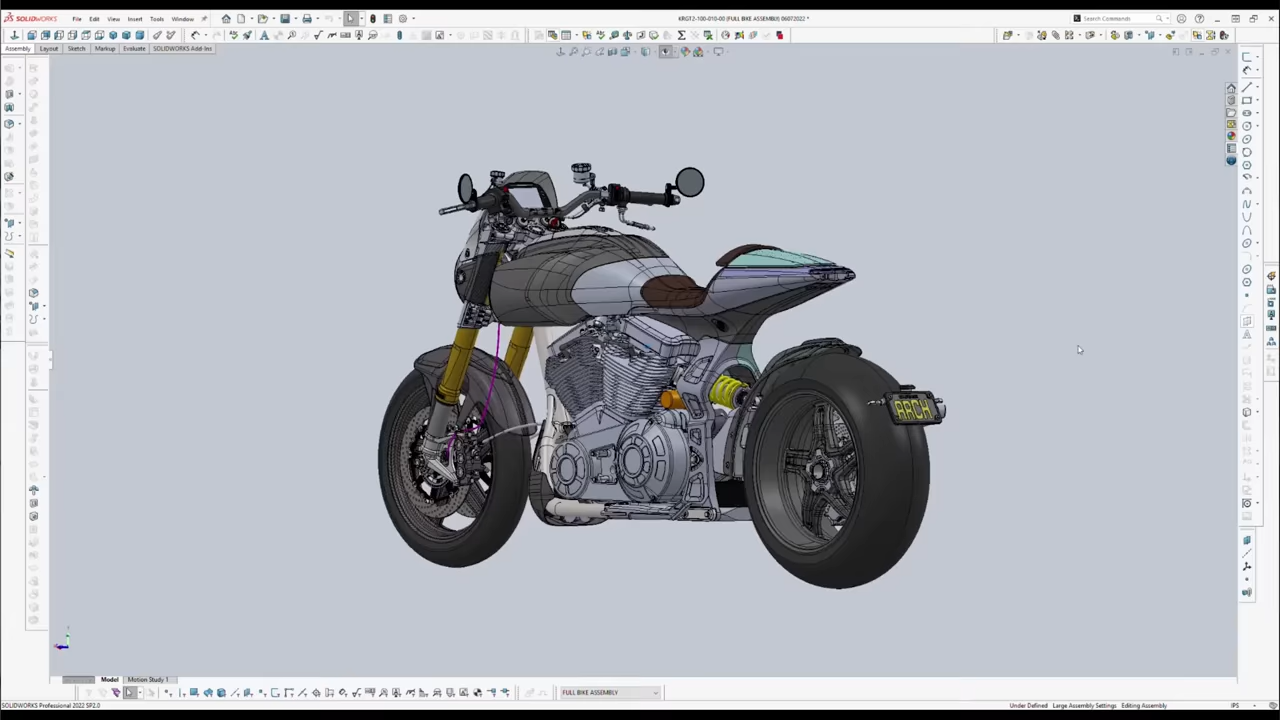 SOLIDWORKS File Edit View Insert Tools Window KRGT2-100-010-00 (FULL BIKE ASSEMBLY) 06072022 * Search Commands
Assembly Layout Sketch Markup Evaluate SOLIDWORKS Add-Ins
ARCH
Model Motion Study 1
FULL BIKE ASSEMBLY
SOLIDWORKS Professional 2022 SP2.0 Under Defined Large Assembly Settings Editing Assembly IPS